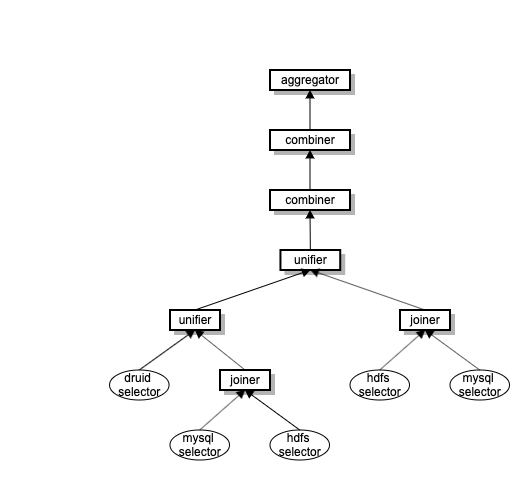 aggregator
combiner
combiner
unifier
unifier
joiner
druid
selector
joiner
hdfs
selector
mysql
selector
mysql
selector
hdfs
selector